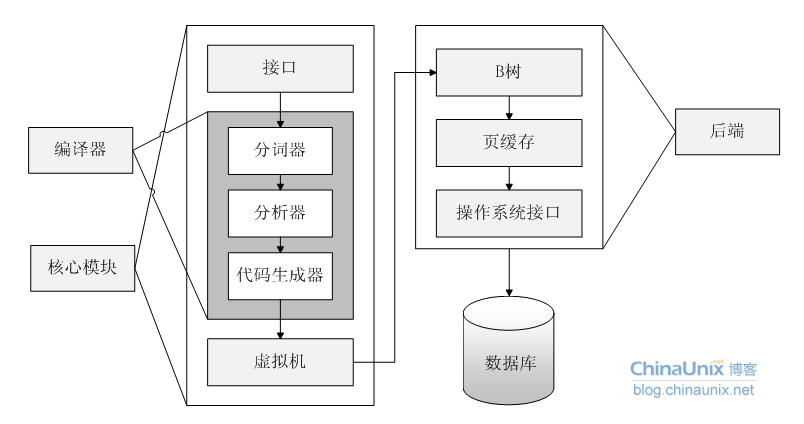 接口
编译器
分词器
分析器
代码生成器
核心模块
虚拟机
B树
页缓存
操作系统接口
后端
数据库
ChinaUnix.net 博客
blog.chinaunix.net